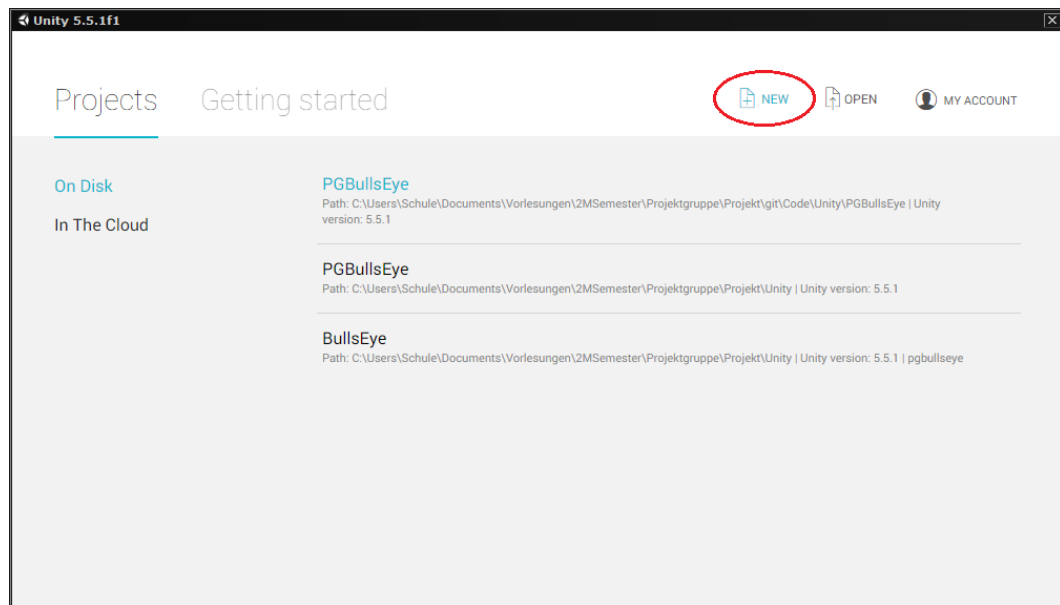 Unity 5.5.1f1
Projects
Getting started
NEW
OPEN
MY ACCOUNT
On Disk
In The Cloud
PGBullsEye
Path: C:\Users\Schule\Documents\Vorlesungen\2MSemester\Projektgruppe\Projekt\git\Code\Unity\PGBullsEye | Unity
version: 5.5.1
PGBullsEye
Path: C:\Users\Schule\Documents\Vorlesungen\2MSemester\Projektgruppe\Projekt\Unity | Unity version: 5.5.1
BullsEye
Path: C:\Users\Schule\Documents\Vorlesungen\2MSemester\Projektgruppe\Projekt\Unity | Unity version: 5.5.1 | pgbullseye